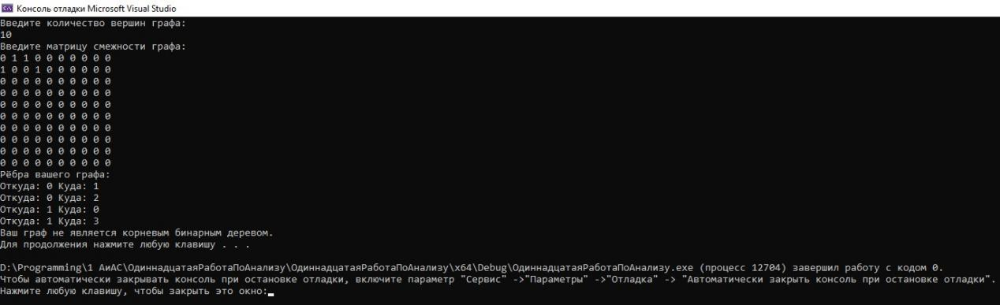 Консоль отладки Microsoft Visual Studio
Введите количество вершин графа:
10
Введите матрицу смежности графа:
0 1 1 0 0 0 0 0 0 0
1 0 0 1 0 0 0 0 0 0
0 0 0 0 0 0 0 0 0 0
0 0 0 0 0 0 0 0 0 0
0 0 0 0 0 0 0 0 0 0
0 0 0 0 0 0 0 0 0 0
0 0 0 0 0 0 0 0 0 0
0 0 0 0 0 0 0 0 0 0
0 0 0 0 0 0 0 0 0 0
0 0 0 0 0 0 0 0 0 0
Рёбра вашего графа:
Откуда: 0 Куда: 1
Откуда: 0 Куда: 2
Откуда: 1 Куда: 0
Откуда: 1 Куда: 3
Ваш граф не является корневым бинарным деревом.
Для продолжения нажмите любую клавишу . . .
D:\Programming\1 АиАС\ОдиннадцатаяРаботаПоАнализу\ОдиннадцатаяРаботаПоАнализу\x64\Debug\ОдиннадцатаяРаботаПоАнализу.exe (процесс 12704) завершил работу с кодом 0.
Чтобы автоматически закрывать консоль при остановке отладки, включите параметр "Сервис" ->"Параметры" ->"Отладка" -> "Автоматически закрыть консоль при остановке отладки".
Нажмите любую клавишу, чтобы закрыть это окно: